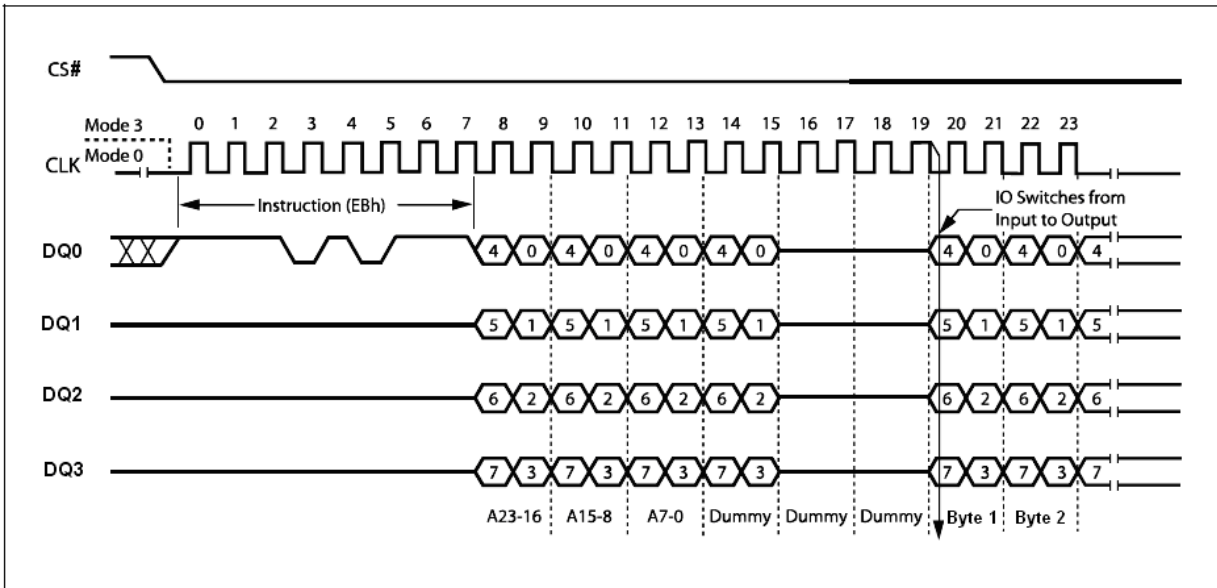 CS#
Mode 3
0 1 2 3 4 5 6 7 8 9 10 11 12 13 14 15 16 17 18 19 20 21 22 23
Mode 0
CLK
Instruction (EBh)
IO Switches from
Input to Output
DQ0 4 0 4 0 4 0 4 0 4 0 4 0 4
DQ1 5 1 5 1 5 1 5 1 5 1 5 1 5
DQ2 6 2 6 2 6 2 6 2 6 2 6 2 6
DQ3 7 3 7 3 7 3 7 3 7 3 7 3 7
A23-16 A15-8 A7-0 Dummy Dummy Dummy Byte 1 Byte 2